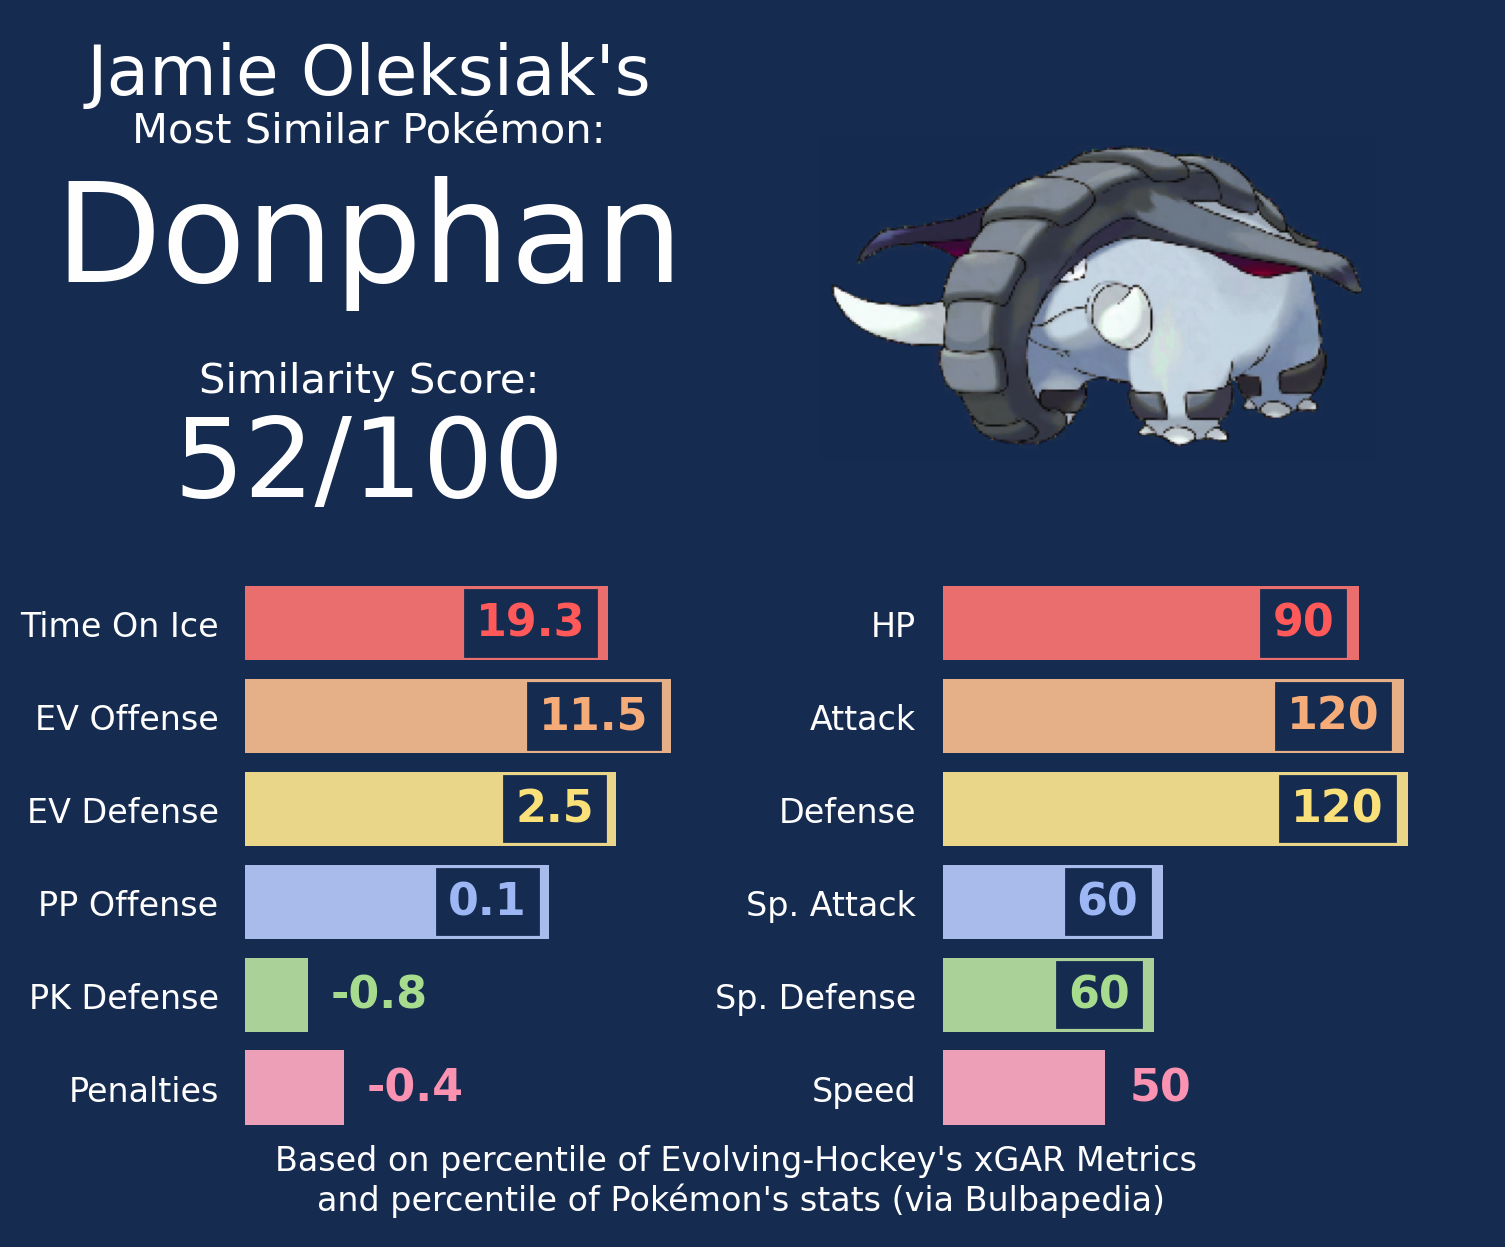 Jamie Oleksiak's
Most Similar Pokémon:
Donphan
Similarity Score:
52/100
Time On Ice 19.3
EV Offense 11.5
EV Defense 2.5
PP Offense 0.1
PK Defense -0.8
Penalties -0.4
HP 90
Attack 120
Defense 120
Sp. Attack 60
Sp. Defense 60
Speed 50
Based on percentile of Evolving-Hockey's xGAR Metrics
and percentile of Pokémon's stats (via Bulbapedia)